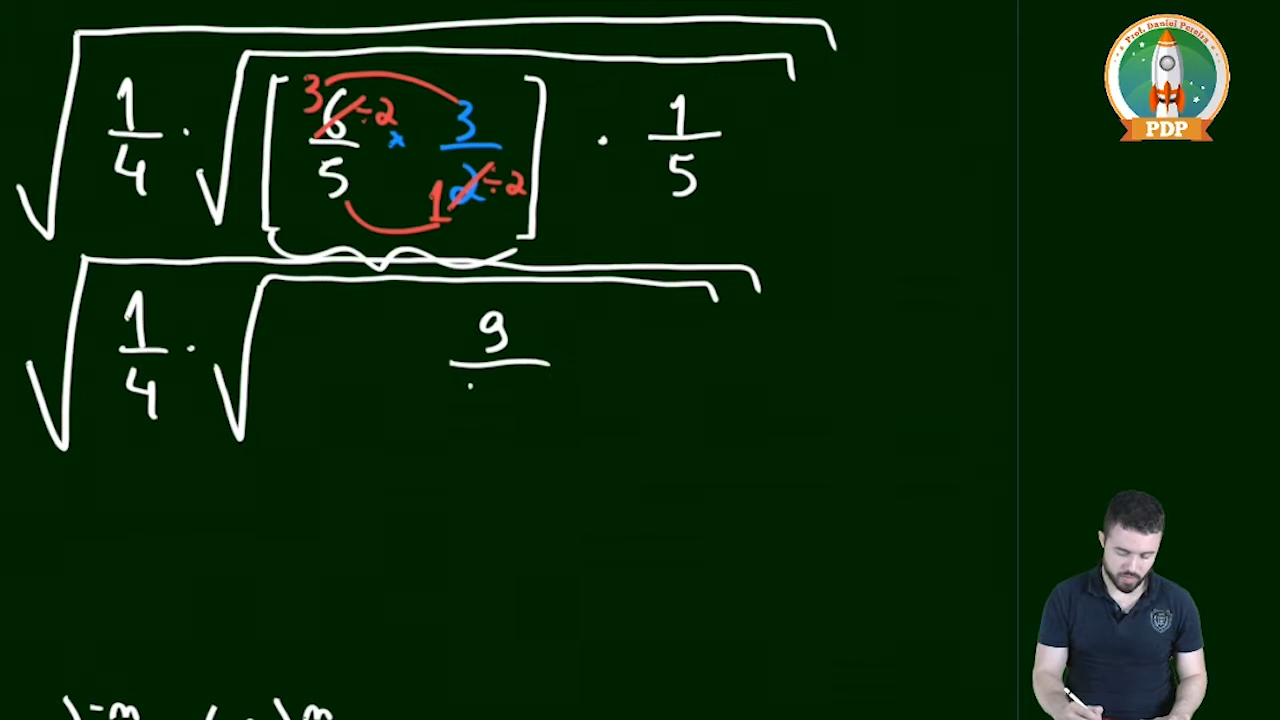 Prof. Daniel Pereira
PDP
√ 1/4 · √ [ 3 6÷2 / 5 × 3 / 1 2÷2 ] · 1/5
√ 1/4 · √ 9/